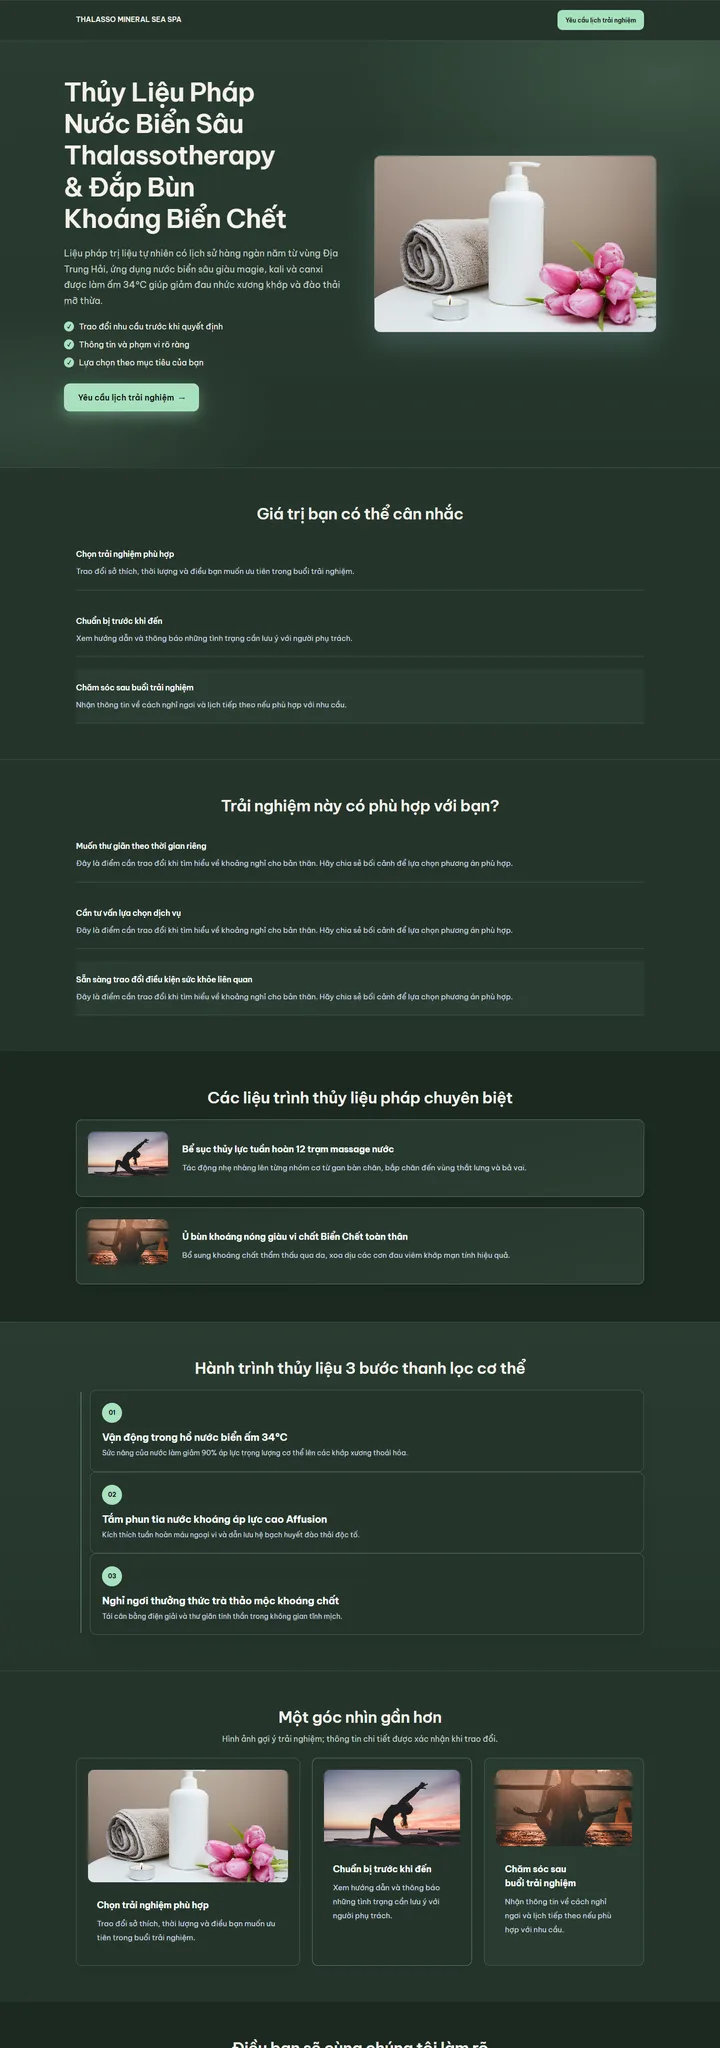 THALASSO MINERAL SEA SPA
Yêu cầu lịch trải nghiệm
Thủy Liệu Pháp
Nước Biển Sâu
Thalassotherapy
& Đắp Bùn
Khoáng Biển Chết
Liệu pháp trị liệu tự nhiên có lịch sử hàng ngàn năm từ vùng Địa
Trung Hải, ứng dụng nước biển sâu giàu magie, kali và canxi
được làm ấm 34°C giúp giảm đau nhức xương khớp và đào thải
mỡ thừa.
Trao đổi nhu cầu trước khi quyết định
Thông tin và phạm vi rõ ràng
Lựa chọn theo mục tiêu của bạn
Yêu cầu lịch trải nghiệm →
Giá trị bạn có thể cân nhắc
Chọn trải nghiệm phù hợp
Trao đổi sở thích, thời lượng và điều bạn muốn ưu tiên trong buổi trải nghiệm.
Chuẩn bị trước khi đến
Xem hướng dẫn và thông báo những tình trạng cần lưu ý với người phụ trách.
Chăm sóc sau buổi trải nghiệm
Nhận thông tin về cách nghỉ ngơi và lịch tiếp theo nếu phù hợp với nhu cầu.
Trải nghiệm này có phù hợp với bạn?
Muốn thư giãn theo thời gian riêng
Đây là điểm cần trao đổi khi tìm hiểu về khoảng nghỉ cho bản thân. Hãy chia sẻ bối cảnh để lựa chọn phương án phù hợp.
Cần tư vấn lựa chọn dịch vụ
Đây là điểm cần trao đổi khi tìm hiểu về khoảng nghỉ cho bản thân. Hãy chia sẻ bối cảnh để lựa chọn phương án phù hợp.
Sẵn sàng trao đổi điều kiện sức khỏe liên quan
Đây là điểm cần trao đổi khi tìm hiểu về khoảng nghỉ cho bản thân. Hãy chia sẻ bối cảnh để lựa chọn phương án phù hợp.
Các liệu trình thủy liệu pháp chuyên biệt
Bể sục thủy lực tuần hoàn 12 trạm massage nước
Tác động nhẹ nhàng lên từng nhóm cơ từ gan bàn chân, bắp chân đến vùng thắt lưng và bả vai.
Ủ bùn khoáng nóng giàu vi chất Biển Chết toàn thân
Bổ sung khoáng chất thẩm thấu qua da, xoa dịu các cơn đau viêm khớp mạn tính hiệu quả.
Hành trình thủy liệu 3 bước thanh lọc cơ thể
01
Vận động trong hồ nước biển ấm 34°C
Sức nâng của nước làm giảm 90% áp lực trọng lượng cơ thể lên các khớp xương thoái hóa.
02
Tắm phun tia nước khoáng áp lực cao Affusion
Kích thích tuần hoàn máu ngoại vi và dẫn lưu hệ bạch huyết đào thải độc tố.
03
Nghỉ ngơi thưởng thức trà thảo mộc khoáng chất
Tái cân bằng điện giải và thư giãn tinh thần trong không gian tĩnh mịch.
Một góc nhìn gần hơn
Hình ảnh gợi ý trải nghiệm; thông tin chi tiết được xác nhận khi trao đổi.
Chọn trải nghiệm phù hợp
Trao đổi sở thích, thời lượng và điều bạn muốn ưu
tiên trong buổi trải nghiệm.
Chuẩn bị trước khi đến
Xem hướng dẫn và thông báo
những tình trạng cần lưu ý với
người phụ trách.
Chăm sóc sau
buổi trải nghiệm
Nhận thông tin về cách nghỉ
ngơi và lịch tiếp theo nếu phù
hợp với nhu cầu.
Điều bạn sẽ cùng chúng tôi làm rõ